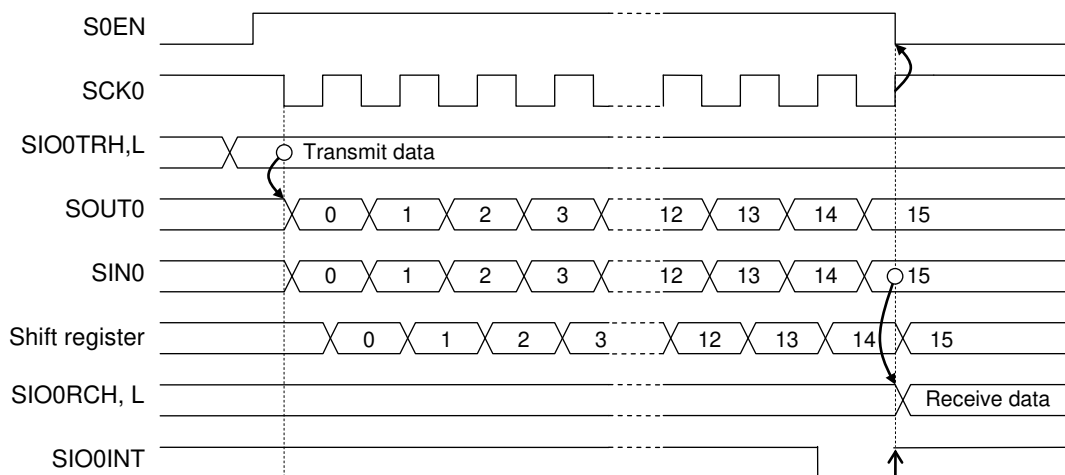 S0EN
SCK0
SIO0TRH,L Transmit data
SOUT0 0 1 2 3 12 13 14 15
SIN0 0 1 2 3 12 13 14 15
Shift register 0 1 2 3 12 13 14 15
SIO0RCH, L Receive data
SIO0INT